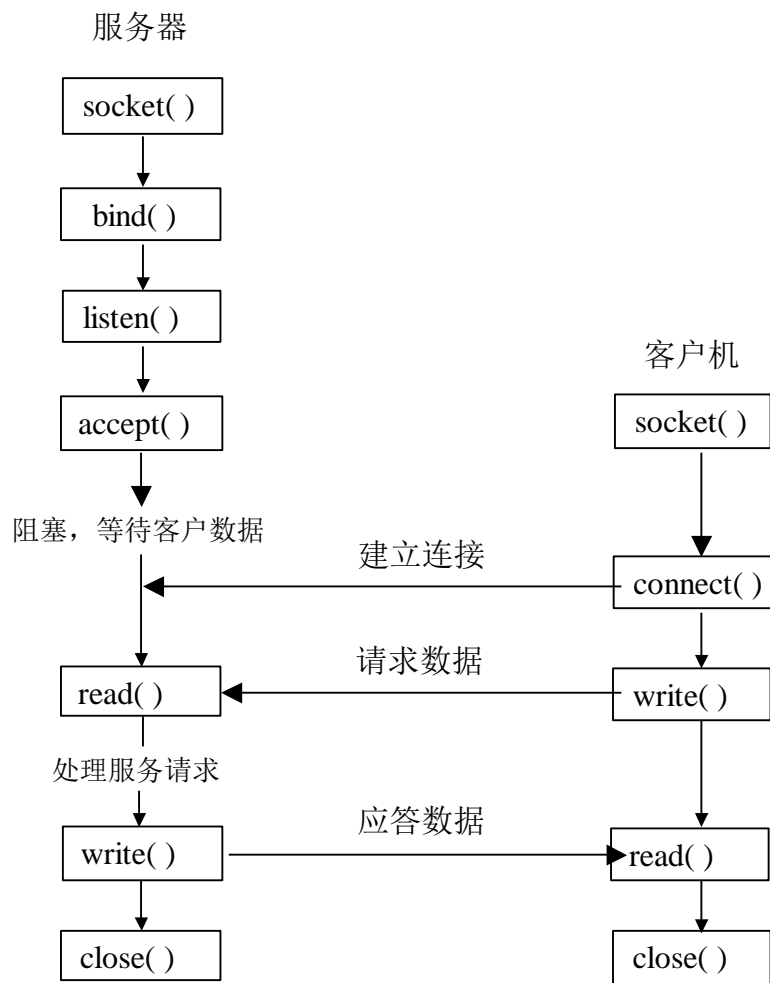 服务器
socket( )
bind( )
listen( )
accept( )
阻塞，等待客户数据
read( )
处理服务请求
write( )
close( )
建立连接
请求数据
应答数据
客户机
socket( )
connect( )
write( )
read( )
close( )